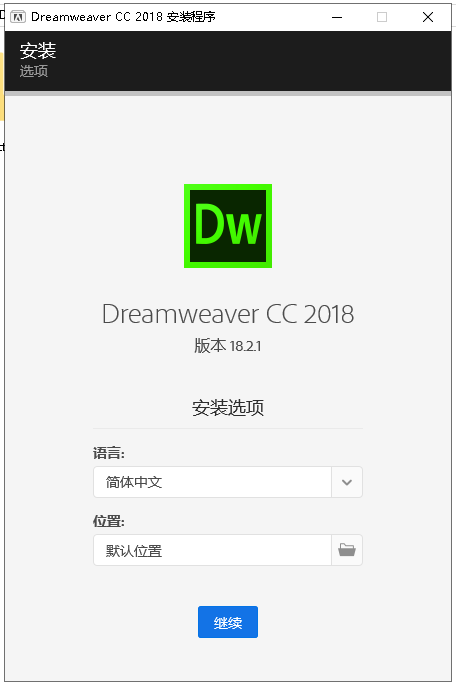 Dreamweaver CC 2018 安装程序
安装
选项
Dw
Dreamweaver CC 2018
版本 18.2.1
安装选项
语言:
简体中文
位置:
默认位置
继续